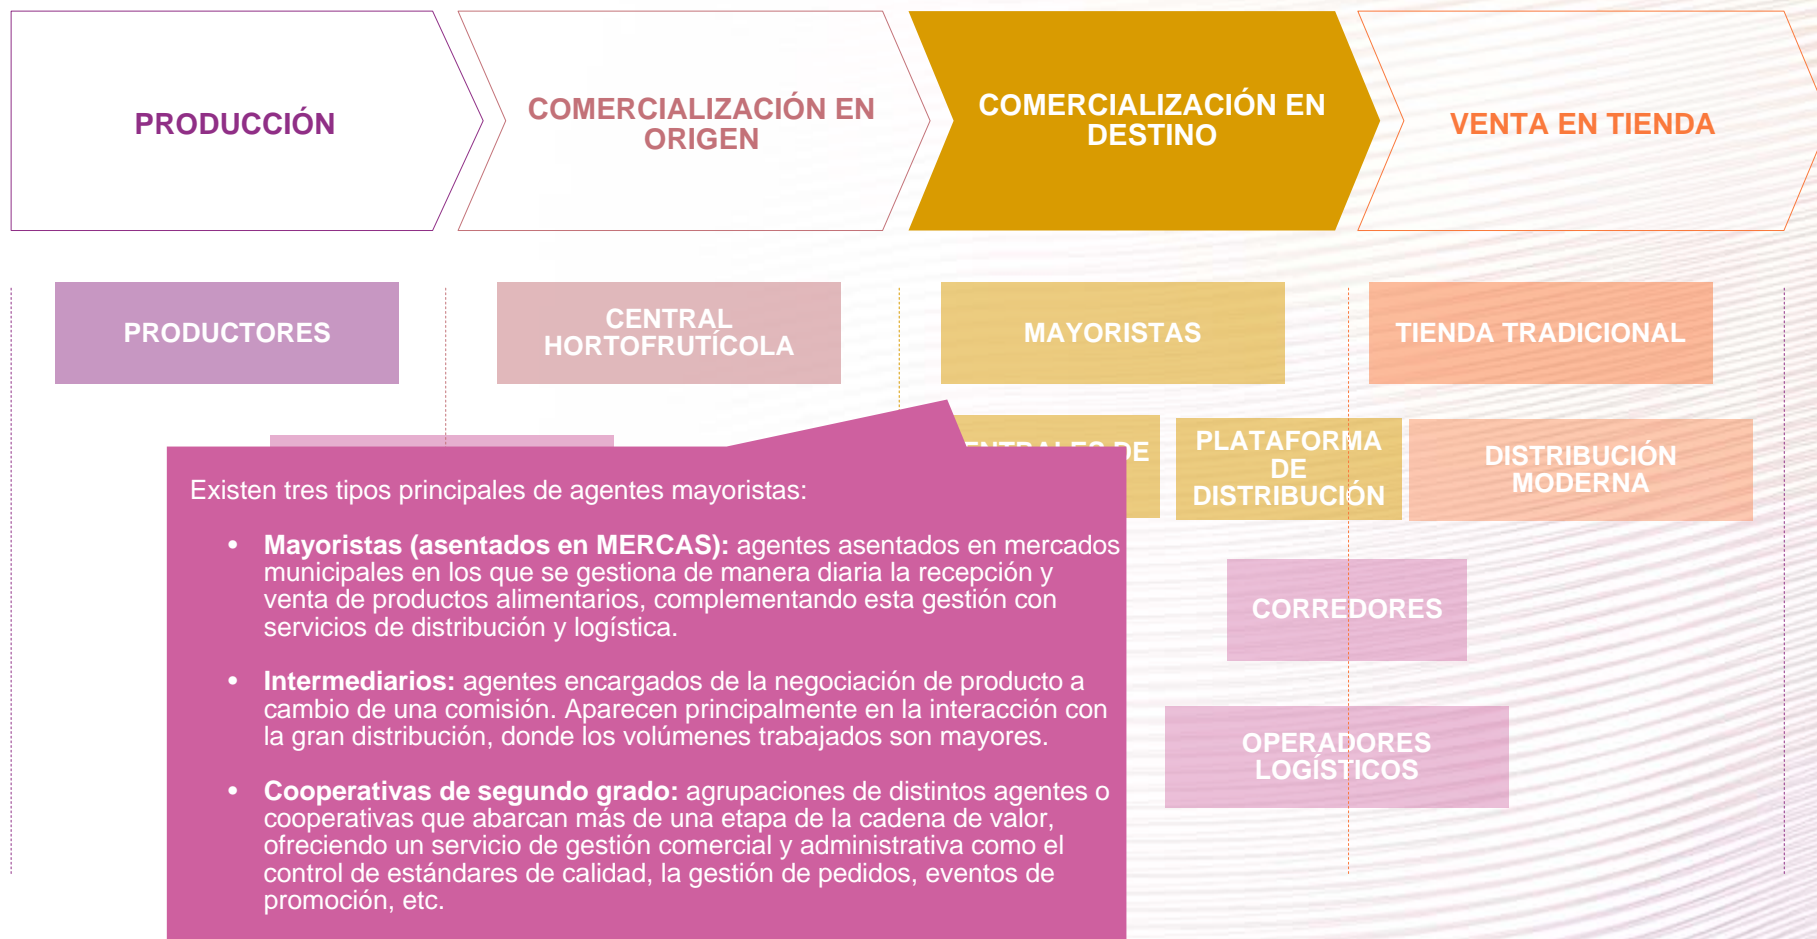 PRODUCCIÓN
COMERCIALIZACIÓN EN
ORIGEN
COMERCIALIZACIÓN EN
DESTINO
VENTA EN TIENDA
PRODUCTORES
CENTRAL
HORTOFRUTÍCOLA
MAYORISTAS
TIENDA TRADICIONAL
DE
PLATAFORMA
DE
DISTRIBUCIÓN
DISTRIBUCIÓN
MODERNA
CORREDORES
OPERADORES
LOGÍSTICOS
Existen tres tipos principales de agentes mayoristas:
• Mayoristas (asentados en MERCAS): agentes asentados en mercados
municipales en los que se gestiona de manera diaria la recepción y
venta de productos alimentarios, complementando esta gestión con
servicios de distribución y logística.
• Intermediarios: agentes encargados de la negociación de producto a
cambio de una comisión. Aparecen principalmente en la interacción con
la gran distribución, donde los volúmenes trabajados son mayores.
• Cooperativas de segundo grado: agrupaciones de distintos agentes o
cooperativas que abarcan más de una etapa de la cadena de valor,
ofreciendo un servicio de gestión comercial y administrativa como el
control de estándares de calidad, la gestión de pedidos, eventos de
promoción, etc.